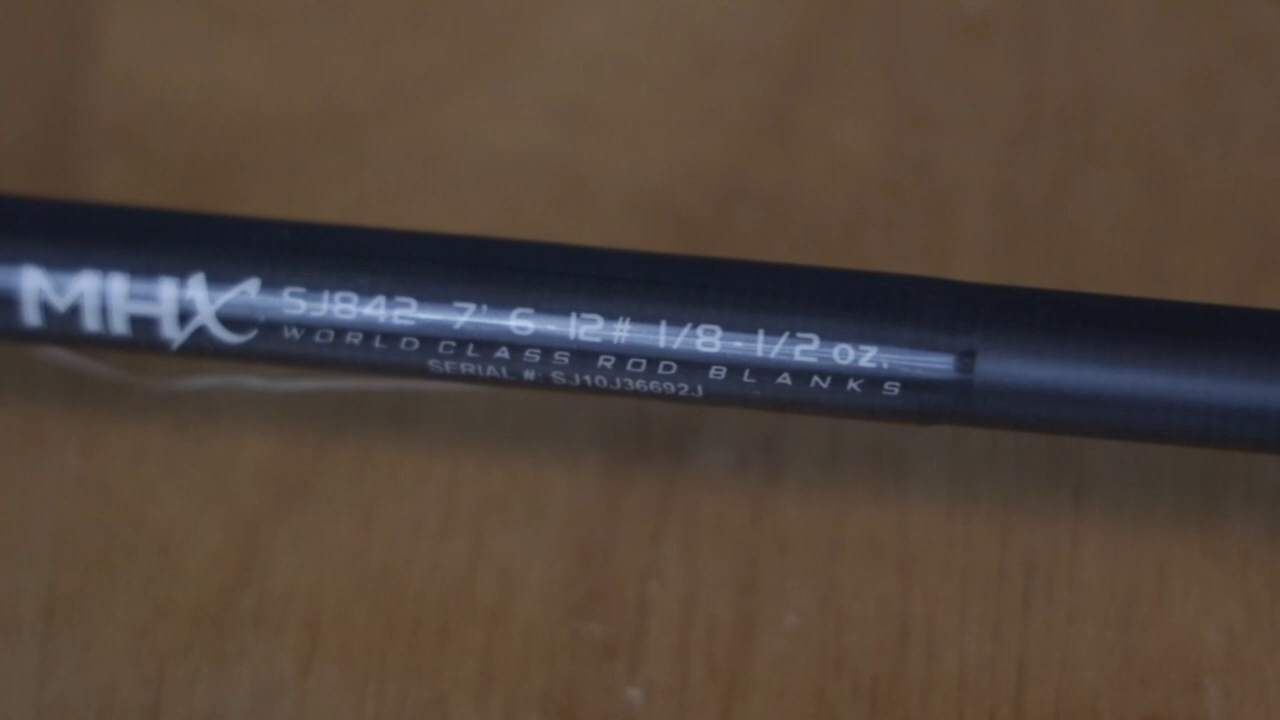 MHX SJ842 7' 6-12# 1/8-1/2 oz.
WORLD CLASS ROD BLANKS
SERIAL #: SJ10J36692J